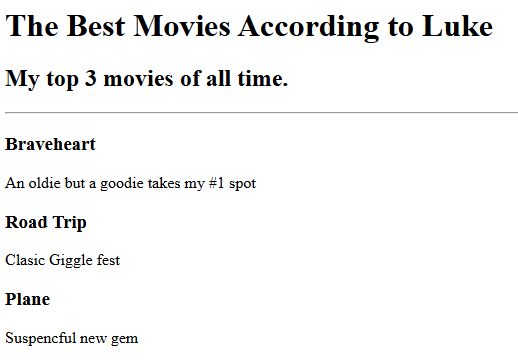 The Best Movies According to Luke
My top 3 movies of all time.
Braveheart
An oldie but a goodie takes my #1 spot
Road Trip
Clasic Giggle fest
Plane
Suspencful new gem